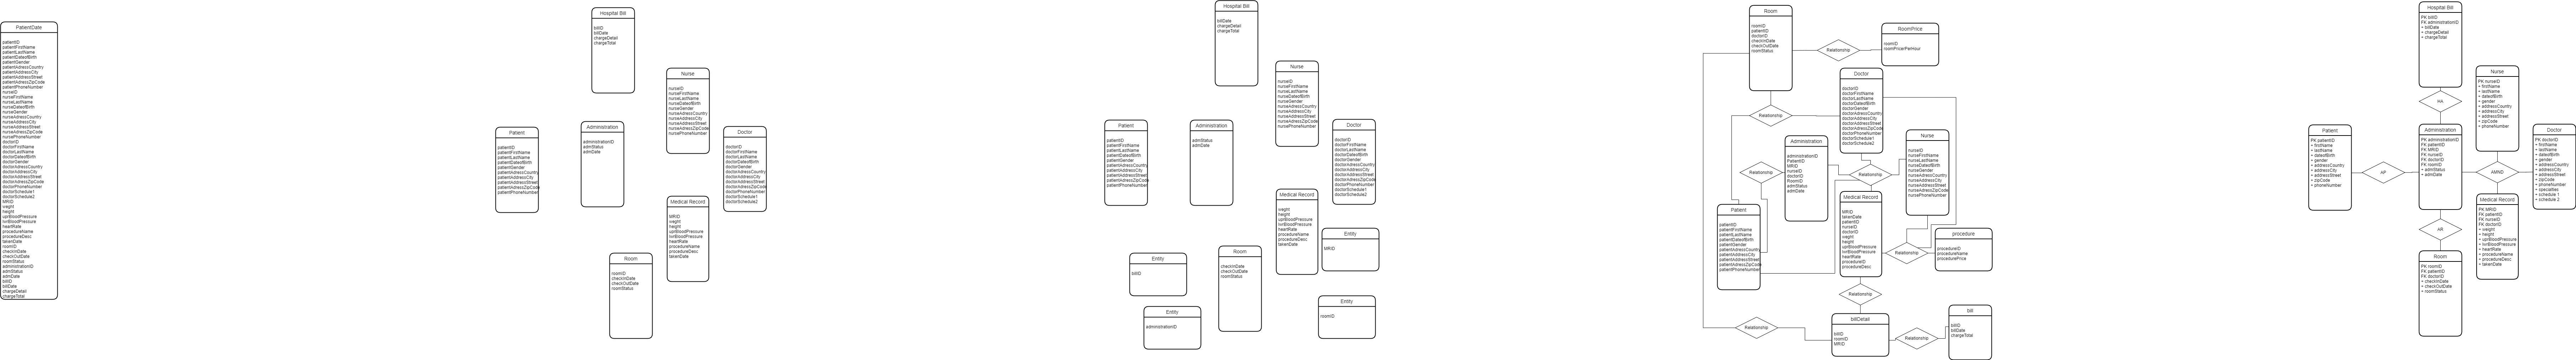 PatientDate
patientID
patientFirstName
patientLastName
patientDateofBirth
patientGender
patientAdressCountry
patientAddressCity
patientAddressStreet
patientAdressZipCode
patientPhoneNumber
nurseID
nurseFirstName
nurseLastName
nurseDateofBirth
nurseGender
nurseAdressCountry
nurseAddressCity
nurseAddressStreet
nurseAdressZipCode
nursePhoneNumber
doctorID
doctorFirstName
doctorLastName
doctorDateofBirth
doctorGender
doctorAdressCountry
doctorAddressCity
doctorAddressStreet
doctorAdressZipCode
doctorPhoneNumber
doctorSchedule1
doctorSchedule2
MRID
weght
height
uprBloodPressure
lwrBloodPressure
heartRate
procedureName
procedureDesc
takenDate
roomID
checkInDate
checkOutDate
roomStatus
administrationID
admStatus
admDate
billID
billDate
chargeDetail
chargeTotal
Hospital Bill
billID
billDate
chargeDetail
chargeTotal
Nurse
nurseID
nurseFirstName
nurseLastName
nurseDateofBirth
nurseGender
nurseAdressCountry
nurseAddressCity
nurseAddressStreet
nurseAdressZipCode
nursePhoneNumber
Patient
patientID
patientFirstName
patientLastName
patientDateofBirth
patientGender
patientAdressCountry
patientAddressCity
patientAddressStreet
patientAdressZipCode
patientPhoneNumber
Administration
administrationID
admStatus
admDate
Doctor
doctorID
doctorFirstName
doctorLastName
doctorDateofBirth
doctorGender
doctorAdressCountry
doctorAddressCity
doctorAddressStreet
doctorAdressZipCode
doctorPhoneNumber
doctorSchedule1
doctorSchedule2
Medical Record
MRID
weght
height
uprBloodPressure
lwrBloodPressure
heartRate
procedureName
procedureDesc
takenDate
Room
roomID
checkInDate
checkOutDate
roomStatus
Hospital Bill
billDate
chargeDetail
chargeTotal
Nurse
nurseID
nurseFirstName
nurseLastName
nurseDateofBirth
nurseGender
nurseAdressCountry
nurseAddressCity
nurseAddressStreet
nurseAdressZipCode
nursePhoneNumber
Patient
patientID
patientFirstName
patientLastName
patientDateofBirth
patientGender
patientAdressCountry
patientAddressCity
patientAddressStreet
patientAdressZipCode
patientPhoneNumber
Administration
admStatus
admDate
Doctor
doctorID
doctorFirstName
doctorLastName
doctorDateofBirth
doctorGender
doctorAdressCountry
doctorAddressCity
doctorAddressStreet
doctorAdressZipCode
doctorPhoneNumber
doctorSchedule1
doctorSchedule2
Medical Record
weght
height
uprBloodPressure
lwrBloodPressure
heartRate
procedureName
procedureDesc
takenDate
Entity
MRID
Entity
billID
Room
checkInDate
checkOutDate
roomStatus
Entity
administrationID
Entity
roomID
Room
roomID
patientID
doctorID
checkInDate
checkOutDate
roomStatus
Relationship
RoomPrice
roomID
roomPricerPerHour
Relationship
Doctor
doctorID
doctorFirstName
doctorLastName
doctorDateofBirth
doctorGender
doctorAdressCountry
doctorAddressCity
doctorAddressStreet
doctorAdressZipCode
doctorPhoneNumber
doctorSchedule1
doctorSchedule2
Administration
administrationID
PatientID
MRID
nurseID
doctorID
RoomID
admStatus
admDate
Relationship
Relationship
Nurse
nurseID
nurseFirstName
nurseLastName
nurseDateofBirth
nurseGender
nurseAdressCountry
nurseAddressCity
nurseAddressStreet
nurseAdressZipCode
nursePhoneNumber
Patient
patientID
patientFirstName
patientLastName
patientDateofBirth
patientGender
patientAdressCountry
patientAddressCity
patientAddressStreet
patientAdressZipCode
patientPhoneNumber
Medical Record
MRID
takenDate
patientID
nurseID
doctorID
weght
height
uprBloodPressure
lwrBloodPressure
heartRate
procedureID
procedureDesc
Relationship
procedure
procedureID
procedureName
procedurePrice
Relationship
Relationship
billDetail
billID
roomID
MRID
Relationship
bill
billID
billDate
chargeTotal
Hospital Bill
PK billID
FK administrationID
+ billDate
+ chargeDetail
+ chargeTotal
HA
Nurse
PK nurseID
+ firstName
+ lastName
+ dateofBirth
+ gender
+ addressCountry
+ addressCity
+ addressStreet
+ zipCode
+ phoneNumber
Patient
PK patientID
+ firstName
+ lastName
+ dateofBirth
+ gender
+ addressCountry
+ addressCity
+ addressStreet
+ zipCode
+ phoneNumber
AP
Administration
PK administrationID
FK patientID
FK MRID
FK nurseID
FK doctorID
FK roomID
+ admStatus
+ admDate
AMND
Doctor
PK doctorID
+ firstName
+ lastName
+ dateofBirth
+ gender
+ addressCountry
+ addressCity
+ addressStreet
+ zipCode
+ phoneNumber
+ specialties
+ schedule 1
+ schedule 2
AR
Medical Record
PK MRID
FK patientID
FK nurseID
FK doctorID
+ weight
+ height
+ uprBloodPressure
+ lwrBloodPressure
+ heartRate
+ procedureName
+ procedureDesc
+ takenDate
Room
PK roomID
FK patientID
FK doctorID
+ checkInDate
+ checkOutDate
+ roomStatus